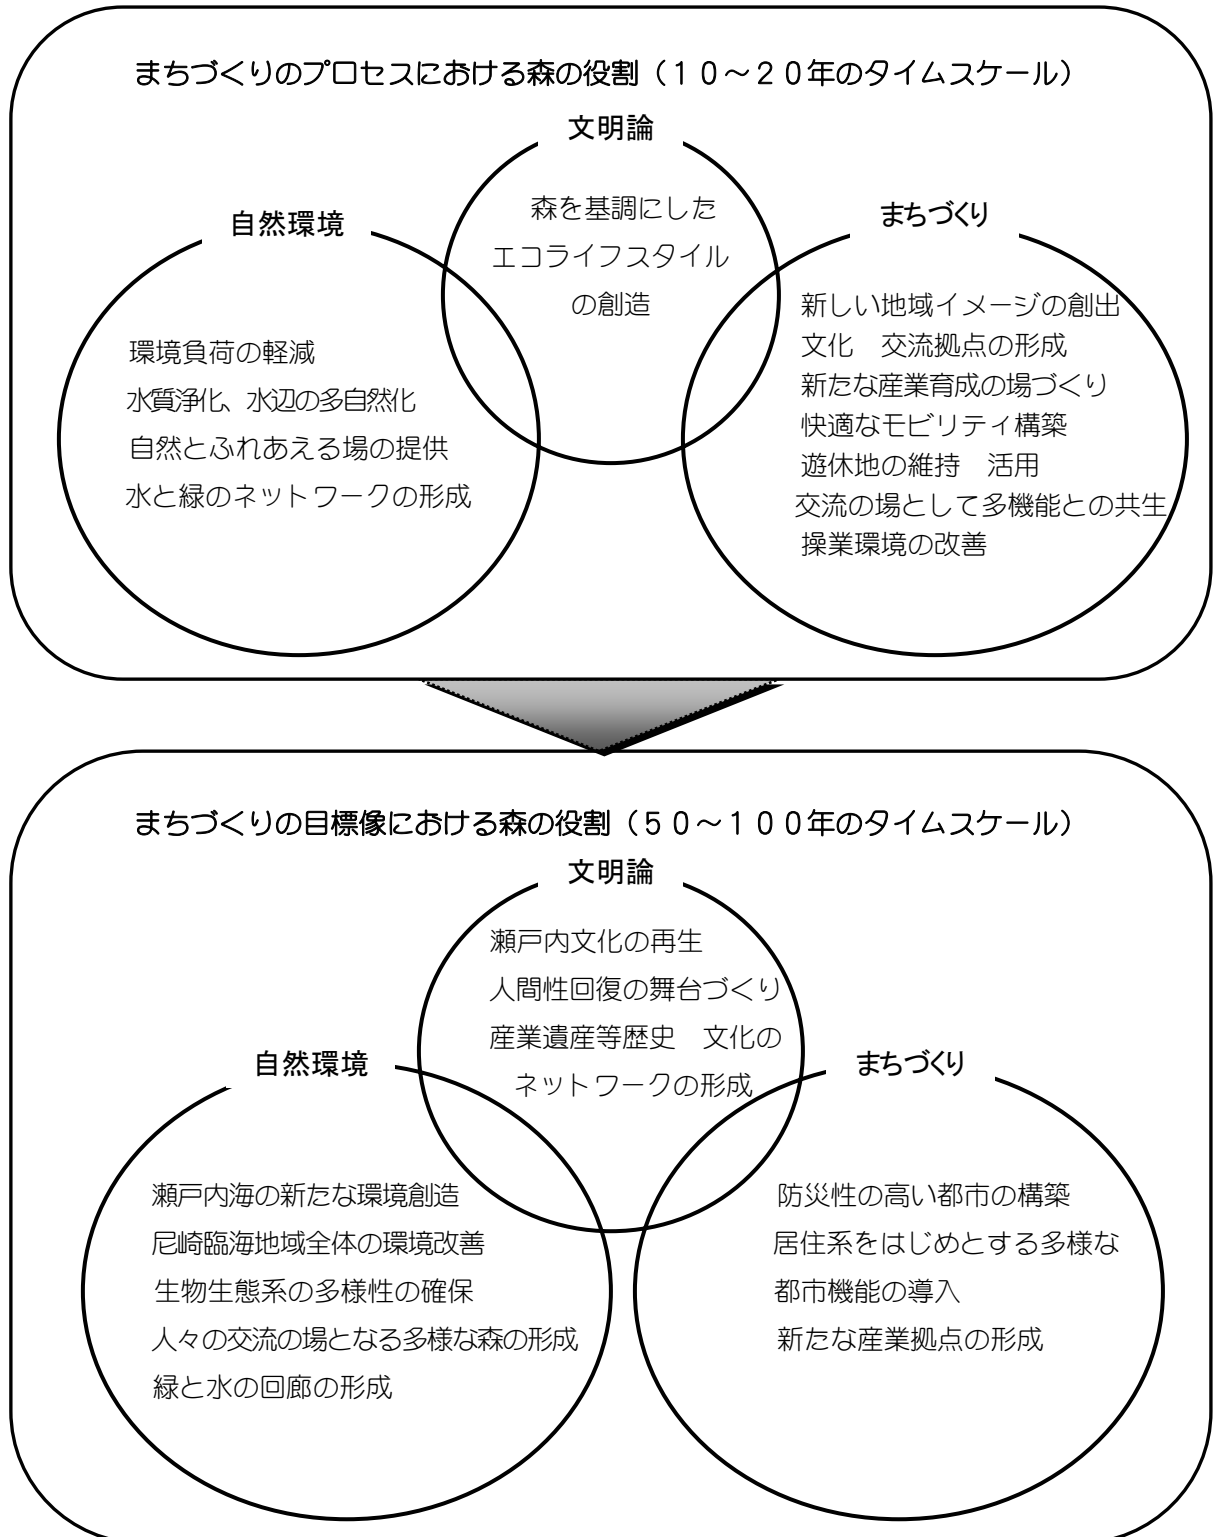 まちづくりのプロセスにおける森の役割（１０～２０年のタイムスケール）
文明論
森を基調にした
エコライフスタイル
の創造
自然環境
環境負荷の軽減
水質浄化、水辺の多自然化
自然とふれあえる場の提供
水と緑のネットワークの形成
まちづくり
新しい地域イメージの創出
文化　交流拠点の形成
新たな産業育成の場づくり
快適なモビリティ構築
遊休地の維持　活用
交流の場として多機能との共生
操業環境の改善
まちづくりの目標像における森の役割（５０～１００年のタイムスケール）
文明論
瀬戸内文化の再生
人間性回復の舞台づくり
産業遺産等歴史　文化の
ネットワークの形成
自然環境
瀬戸内海の新たな環境創造
尼崎臨海地域全体の環境改善
生物生態系の多様性の確保
人々の交流の場となる多様な森の形成
緑と水の回廊の形成
まちづくり
防災性の高い都市の構築
居住系をはじめとする多様な
都市機能の導入
新たな産業拠点の形成